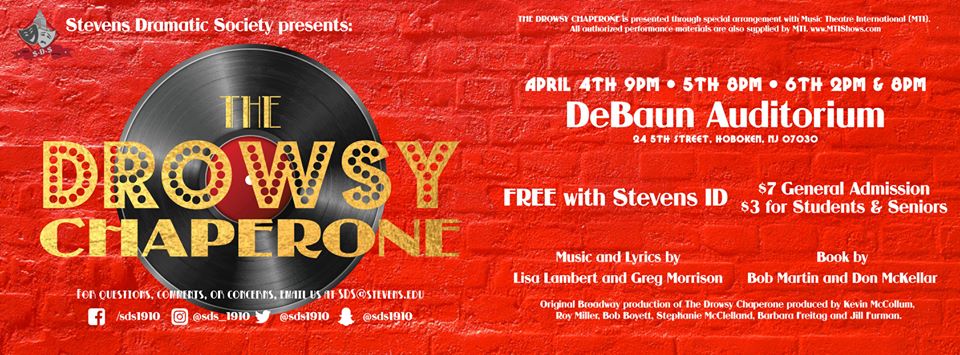 S·D·S
Stevens Dramatic Society presents:
THE
DROWSY
CHAPERONE
For questions, comments, or concerns, email us at SDS@stevens.edu
/sds1910 @sds_1910 @sds1910 @sds1910
THE DROWSY CHAPERONE is presented through special arrangement with Music Theatre International (MTI).
All authorized performance materials are also supplied by MTI. www.MTIShows.com
APRIL 4TH 9PM • 5TH 8PM • 6TH 2PM & 8PM
DeBaun Auditorium
24 5TH STREET, HOBOKEN, NJ 07030
FREE with Stevens ID
$7 General Admission
$3 for Students & Seniors
Music and Lyrics by
Lisa Lambert and Greg Morrison
Book by
Bob Martin and Don McKellar
Original Broadway production of The Drowsy Chaperone produced by Kevin McCollum,
Roy Miller, Bob Boyett, Stephanie McClelland, Barbara Freitag and Jill Furman.